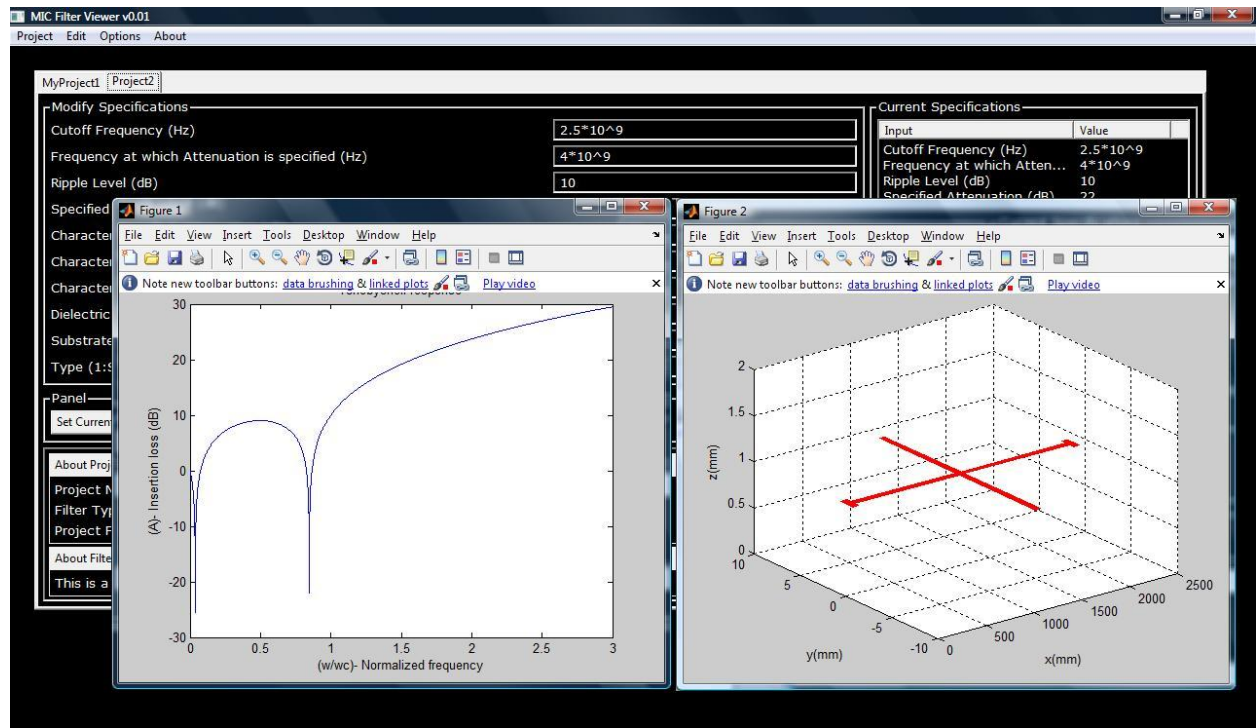 MIC Filter Viewer v0.01
Project Edit Options About
MyProject1 Project2
Modify Specifications
Cutoff Frequency (Hz) 2.5*10^9
Frequency at which Attenuation is specified (Hz) 4*10^9
Ripple Level (dB) 10
Specified
Character
Character
Character
Dielectric
Substrate
Type (1:S
Panel
Set Curren
About Proj
Project N
Filter Typ
Project F
About Filte
This is a
Current Specifications
Input Value
Cutoff Frequency (Hz) 2.5*10^9
Frequency at which Atten... 4*10^9
Ripple Level (dB) 10
Specified Attenuation (dB) 22
Figure 1
File Edit View Insert Tools Desktop Window Help
Note new toolbar buttons: data brushing & linked plots Play video
30
20
10
0
-10
-20
-30
(A)- Insertion loss (dB)
0 0.5 1 1.5 2 2.5 3
(w/wc)- Normalized frequency
Figure 2
File Edit View Insert Tools Desktop Window Help
Note new toolbar buttons: data brushing & linked plots Play video
2
1.5
1
0.5
0
z(mm)
10
5
0
-5
-10
y(mm)
0
500
1000
1500
2000
2500
x(mm)